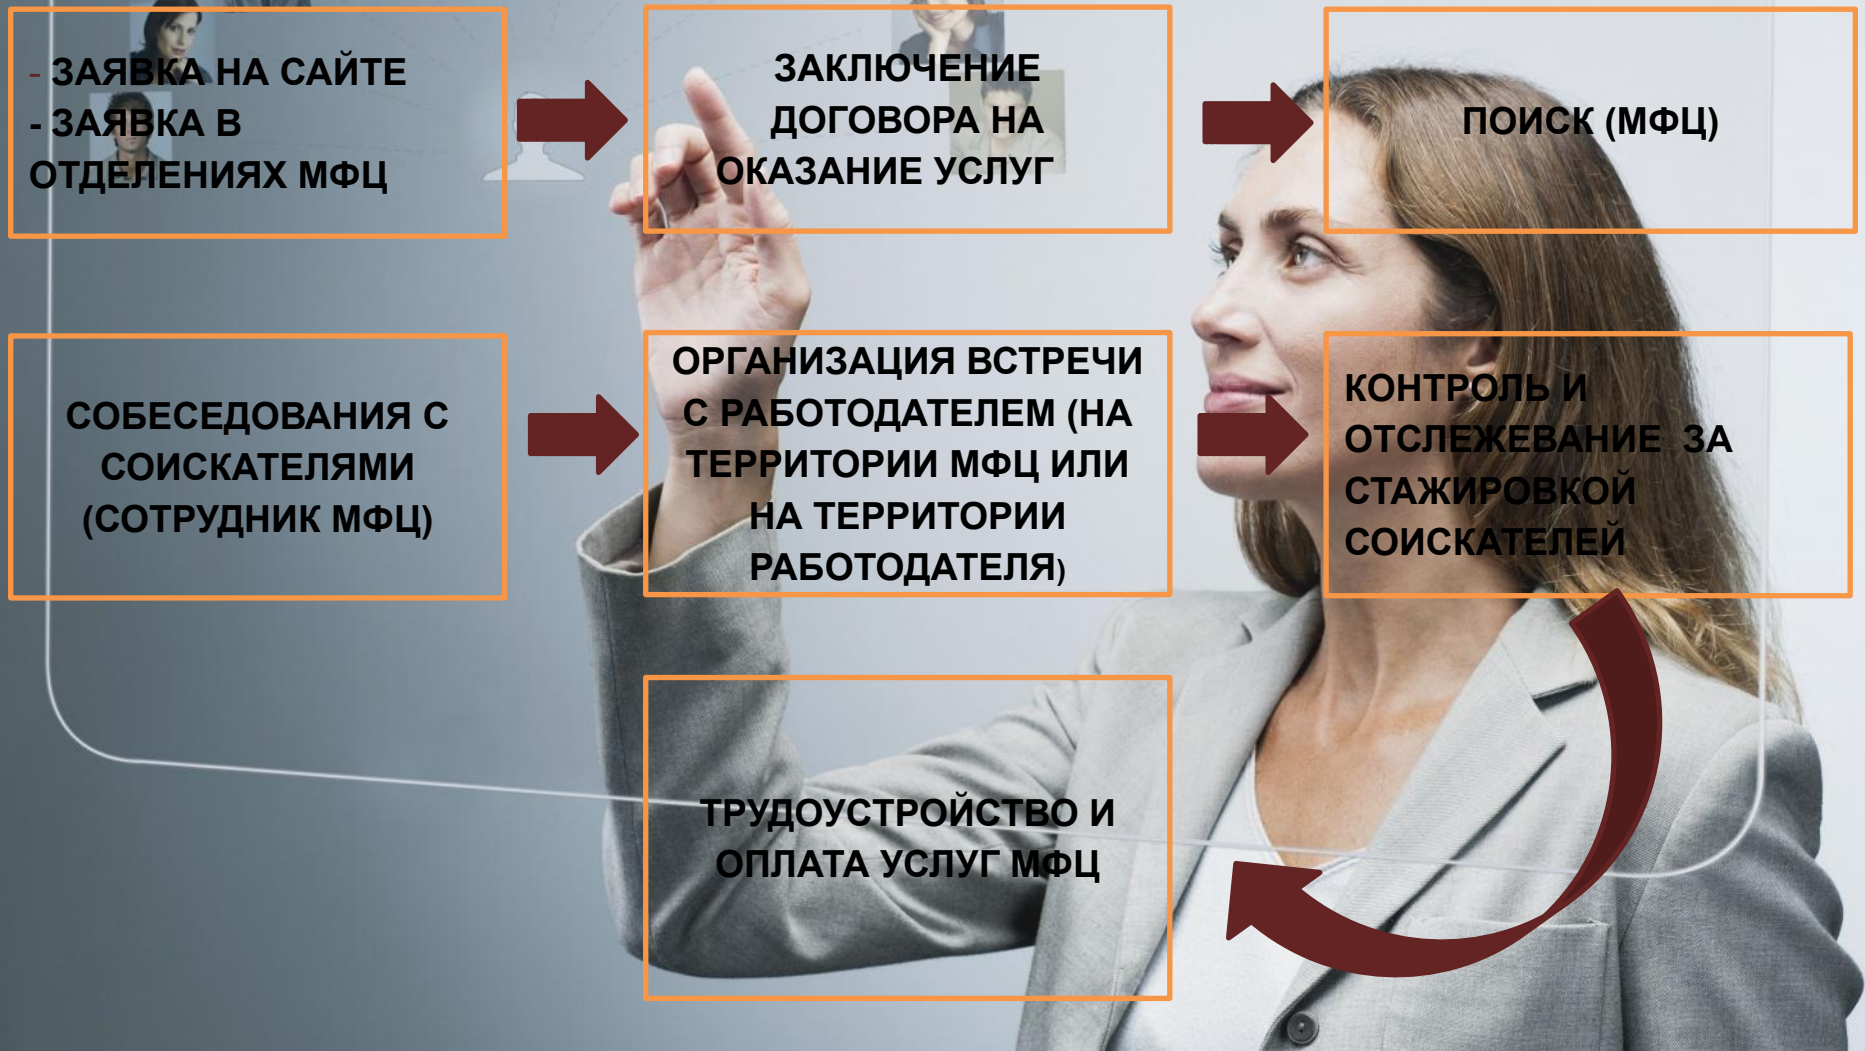 - ЗАЯВКА НА САЙТЕ
- ЗАЯВКА В
ОТДЕЛЕНИЯХ МФЦ
ЗАКЛЮЧЕНИЕ
ДОГОВОРА НА
ОКАЗАНИЕ УСЛУГ
ПОИСК (МФЦ)
СОБЕСЕДОВАНИЯ С
СОИСКАТЕЛЯМИ
(СОТРУДНИК МФЦ)
ОРГАНИЗАЦИЯ ВСТРЕЧИ
С РАБОТОДАТЕЛЕМ (НА
ТЕРРИТОРИИ МФЦ ИЛИ
НА ТЕРРИТОРИИ
РАБОТОДАТЕЛЯ)
КОНТРОЛЬ И
ОТСЛЕЖЕВАНИЕ ЗА
СТАЖИРОВКОЙ
СОИСКАТЕЛЕЙ
ТРУДОУСТРОЙСТВО И
ОПЛАТА УСЛУГ МФЦ